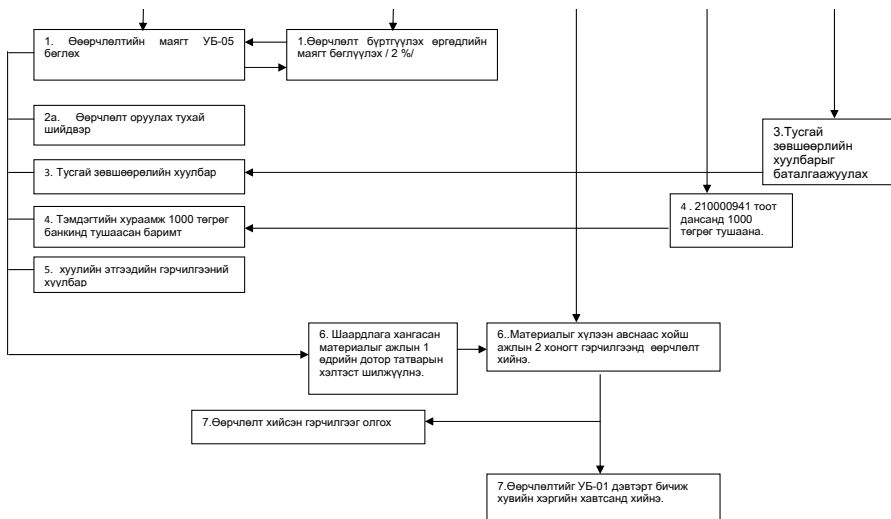 1. Өөөрчлөлтийн маягт УБ-05
бөглөх
1.Өөрчлөлт бүртгүүлэх өргөдлийн
маягт бөглүүлэх / 2 %/
2а. Өөрчлөлт оруулах тухай
шийдвэр
3.Тусгай
зөвшөөрлийн
хуулбарыг
баталгаажуулах
3. Тусгай зөвшөөрөлийн хуулбар
4. Тэмдэгтийн хураамж 1000 төгрөг
банкинд тушаасан баримт
4 . 210000941 тоот
дансанд 1000
төгрөг тушаана.
5. хуулийн этгээдийн гэрчилгээний
хуулбар
6. Шаардлага хангасан
материалыг ажлын 1
өдрийн дотор татварын
хэлтэст шилжүүлнэ.
6..Материалыг хүлээн авснаас хойш
ажлын 2 хоногт гэрчилгээнд өөрчлөлт
хийнэ.
7.Өөрчлөлт хийсэн гэрчилгээг олгох
7.Өөрчлөлтийг УБ-01 дэвтэрт бичиж
хувийн хэргийн хавтсанд хийнэ.